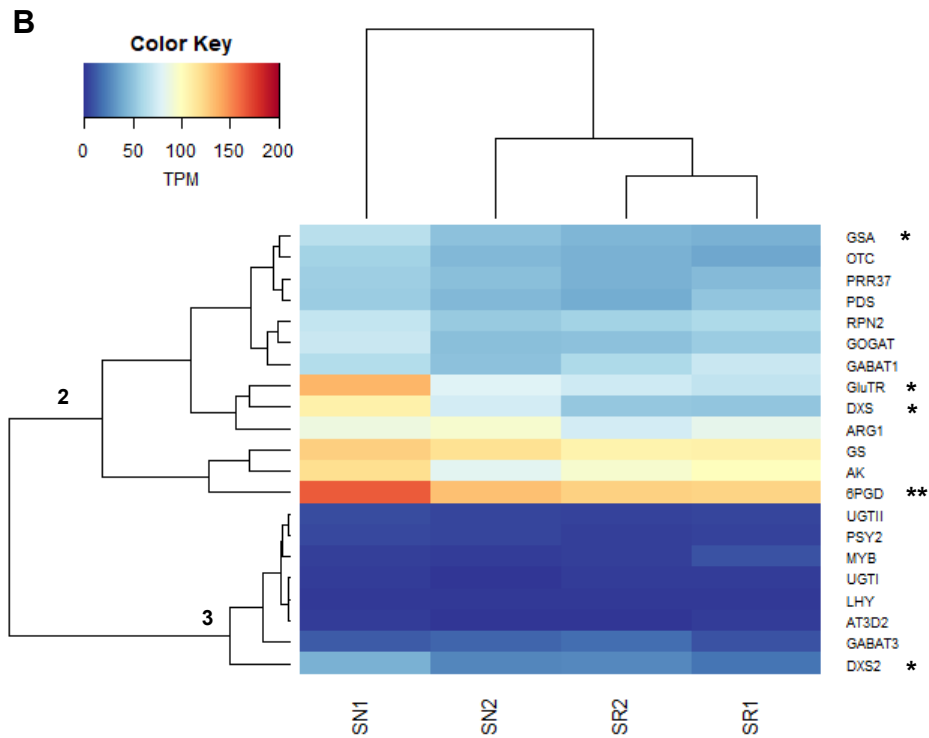 B
Color Key
0 50 100 150 200
TPM
2
3
GSA *
OTC
PRR37
PDS
RPN2
GOGAT
GABAT1
GluTR *
DXS *
ARG1
GS
AK
6PGD **
UGTII
PSY2
MYB
UGTI
LHY
AT3D2
GABAT3
DXS2 *
SN1 SN2 SR2 SR1